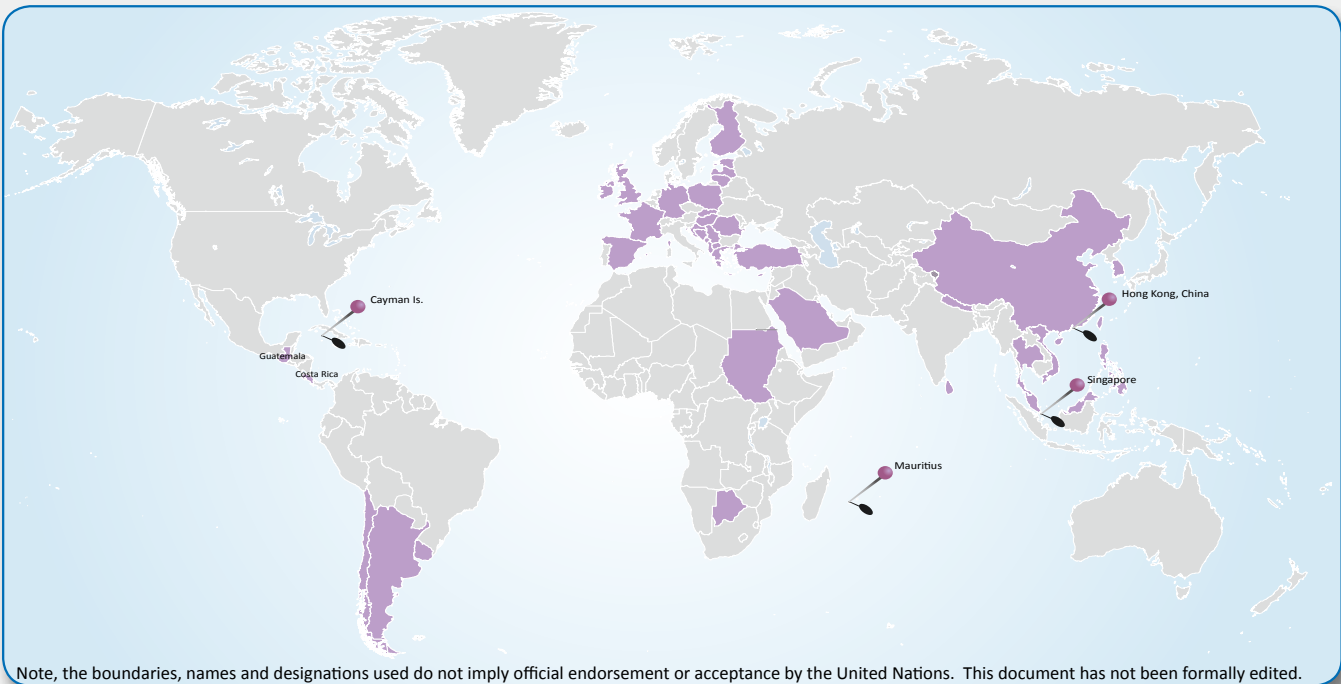 Hong Kong, China
Cayman Is.
Guatemala
Costa Rica
Singapore
Mauritius
Note, the boundaries, names and designations used do not imply official endorsement or acceptance by the United Nations.  This document has not been formally edited.